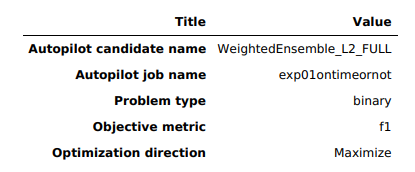 Title Value
Autopilot candidate name WeightedEnsemble_L2_FULL
Autopilot job name exp01ontimeornot
Problem type binary
Objective metric f1
Optimization direction Maximize